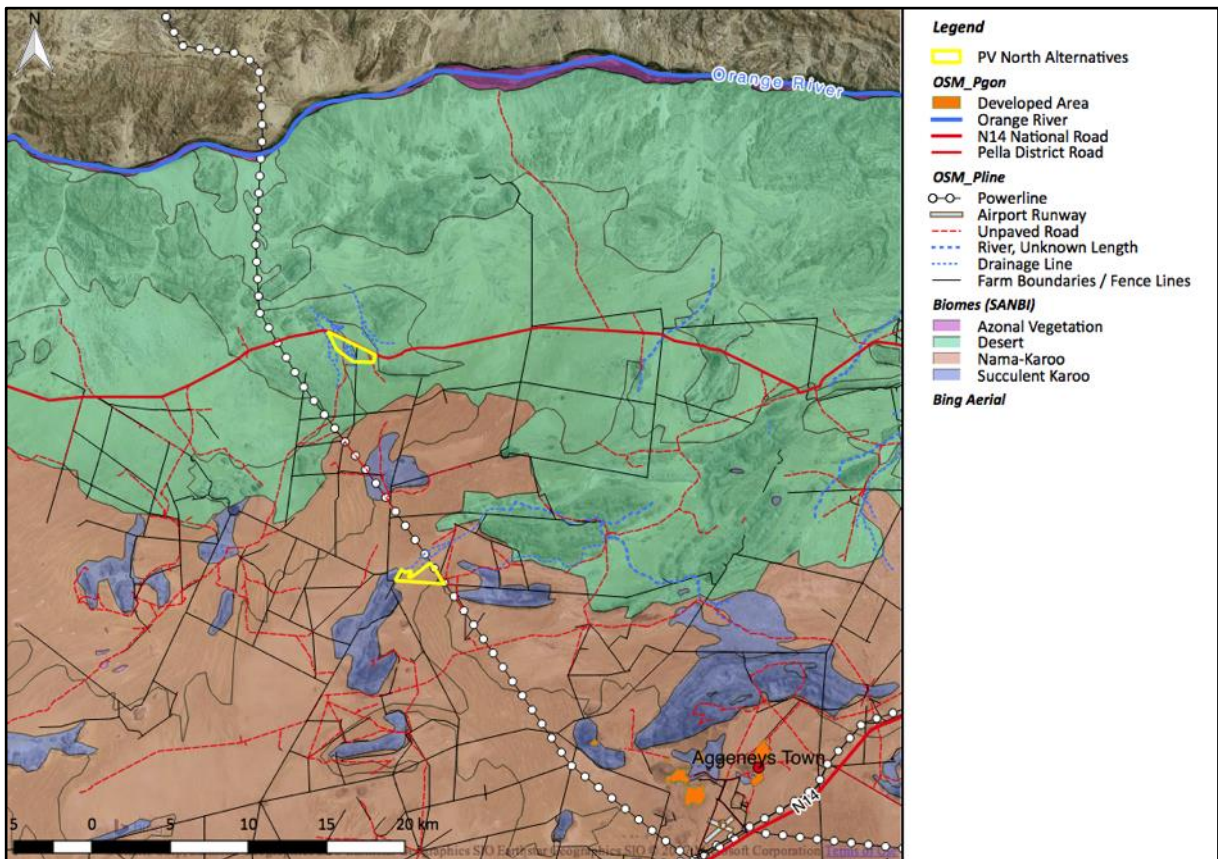 N
Orange River
Aggeneys Town
N14
5 0 5 10 15 20 km
Legend
PV North Alternatives
OSM_Pgon
Developed Area
Orange River
N14 National Road
Pella District Road
OSM_Pline
Powerline
Airport Runway
Unpaved Road
River, Unknown Length
Drainage Line
Farm Boundaries / Fence Lines
Biomes (SANBI)
Azonal Vegetation
Desert
Nama-Karoo
Succulent Karoo
Bing Aerial